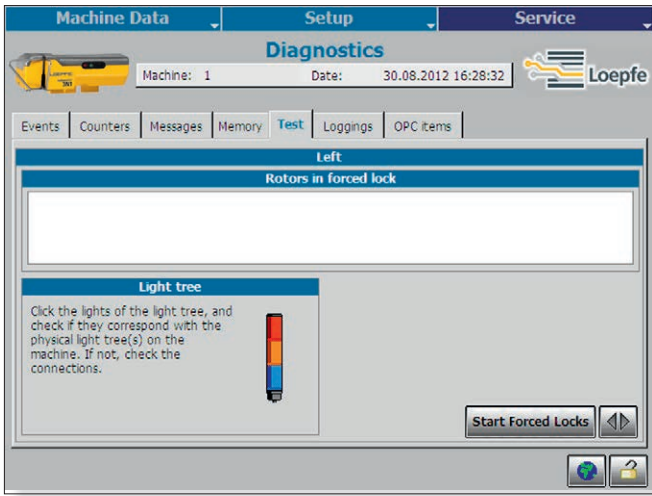 Machine Data Setup Service
Diagnostics
Machine: 1 Date: 30.08.2012 16:28:32
Loepfe
Events Counters Messages Memory Test Loggings OPC items
Left
Rotors in forced lock
Light tree
Click the lights of the light tree, and
check if they correspond with the
physical light tree(s) on the
machine. If not, check the
connections.
Start Forced Locks